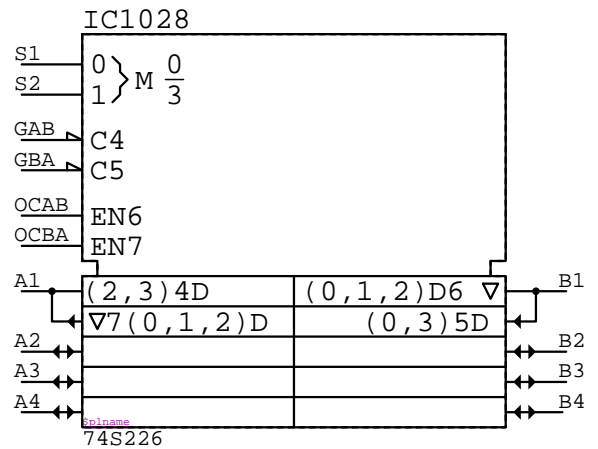 IC1028
S1
0 } M 0
S2
1 3
GAB
C4
GBA
C5
OCAB
EN6
OCBA
EN7
A1 (2,3)4D (0,1,2)D6 ▽ B1
▽7(0,1,2)D (0,3)5D
A2 B2
A3 B3
A4 B4
$plname
74S226